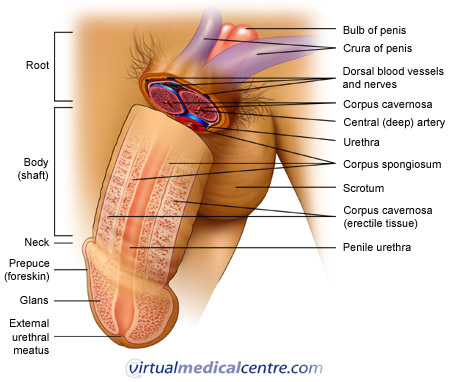 Bulb of penis
Crura of penis
Root
Dorsal blood vessels
and nerves
Corpus cavernosa
Central (deep) artery
Urethra
Body
(shaft)
Corpus spongiosum
Scrotum
Corpus cavernosa
(erectile tissue)
Neck
Penile urethra
Prepuce
(foreskin)
Glans
External
urethral
meatus
virtualmedicalcentre.com